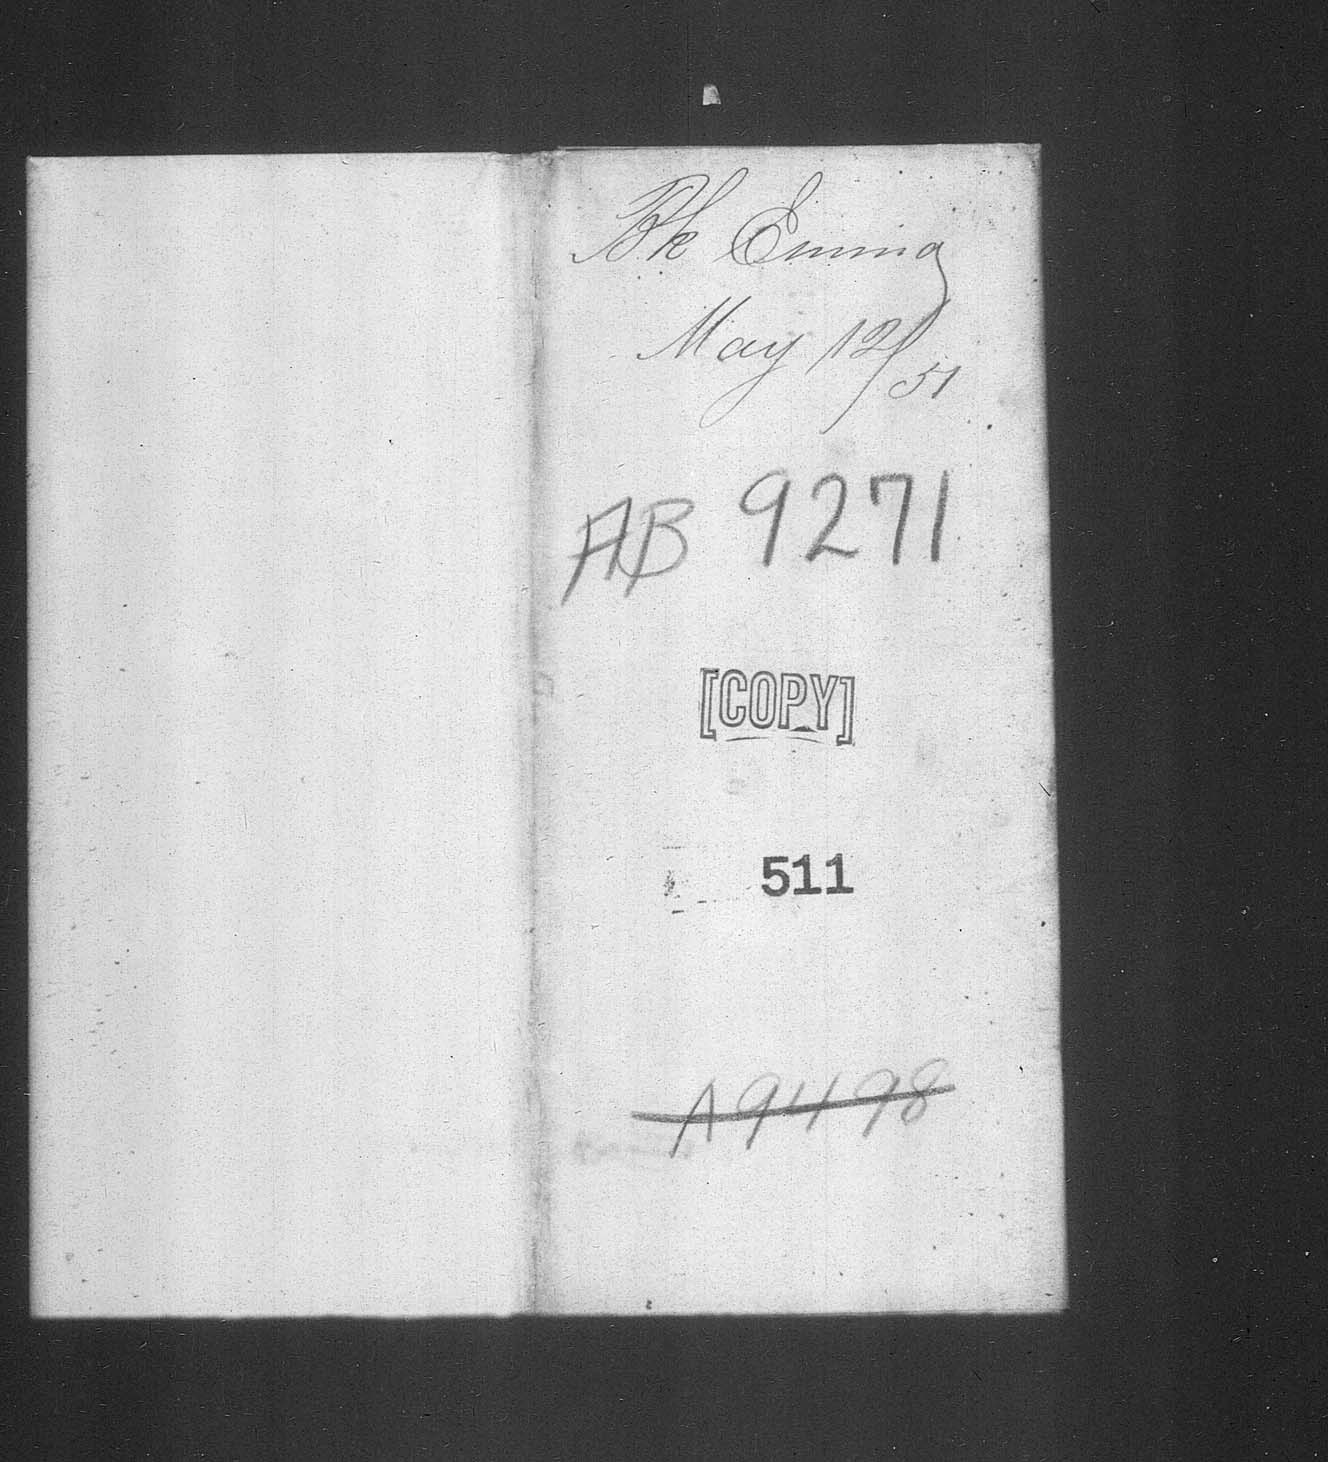 Bk Emma
May 12/51
AB 9271
[COPY]
511
A9498